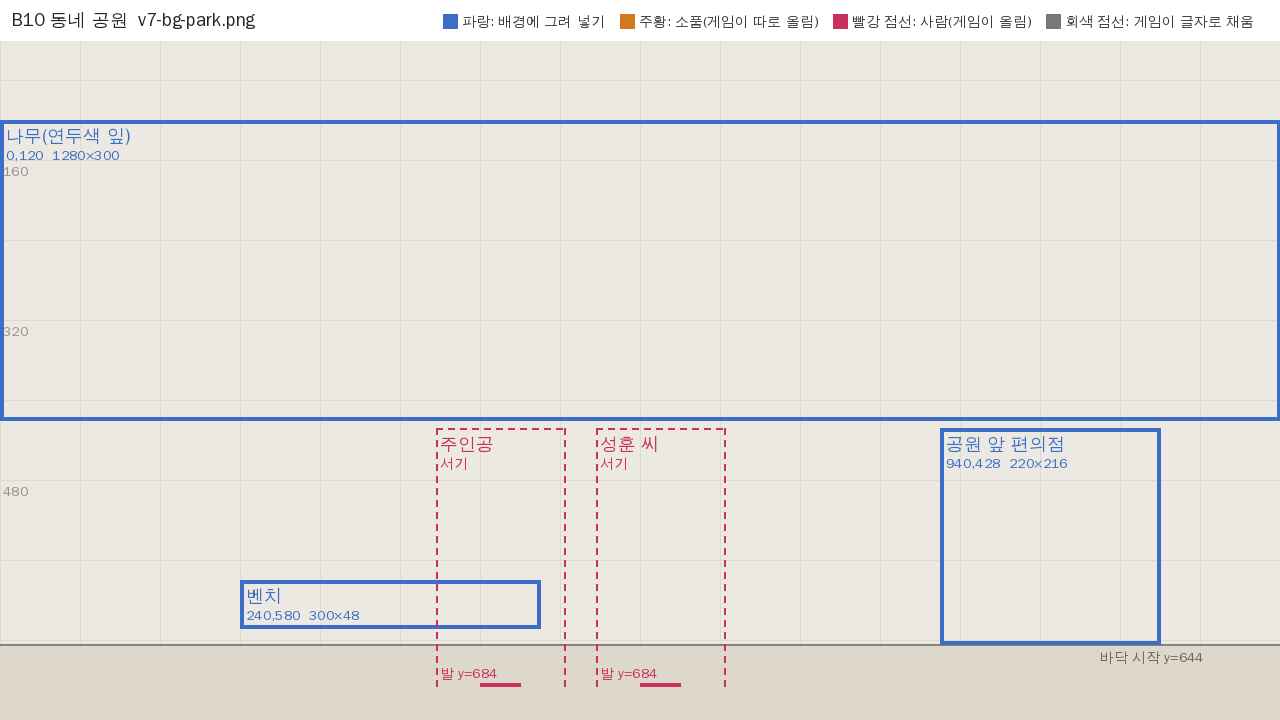 B10 동네 공원  v7-bg-park.png
파랑: 배경에 그려 넣기
주황: 소품(게임이 따로 올림)
빨강 점선: 사람(게임이 올림)
회색 점선: 게임이 글자로 채움
나무(연두색 잎)
0,120  1280×300
160
320
주인공
서기
성훈 씨
서기
공원 앞 편의점
940,428  220×216
480
벤치
240,580  300×48
바닥 시작 y=644
발 y=684
발 y=684